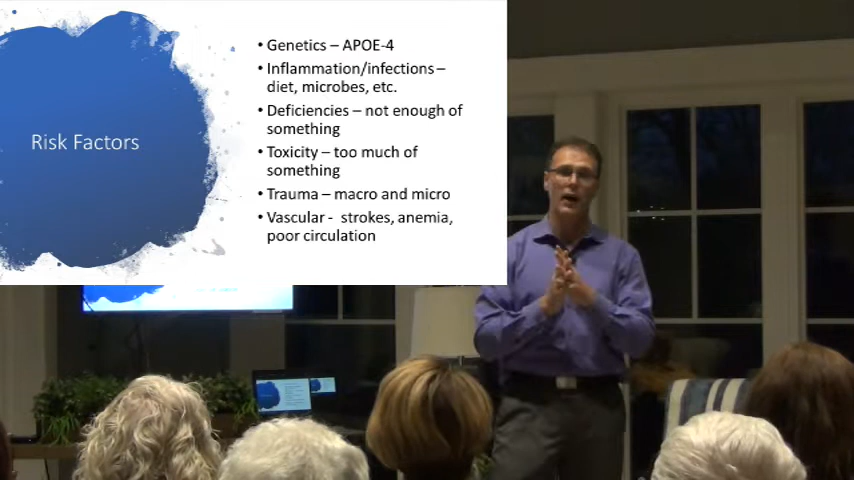 Risk Factors
• Genetics – APOE-4
• Inflammation/infections –
diet, microbes, etc.
• Deficiencies – not enough of
something
• Toxicity – too much of
something
• Trauma – macro and micro
• Vascular - strokes, anemia,
poor circulation